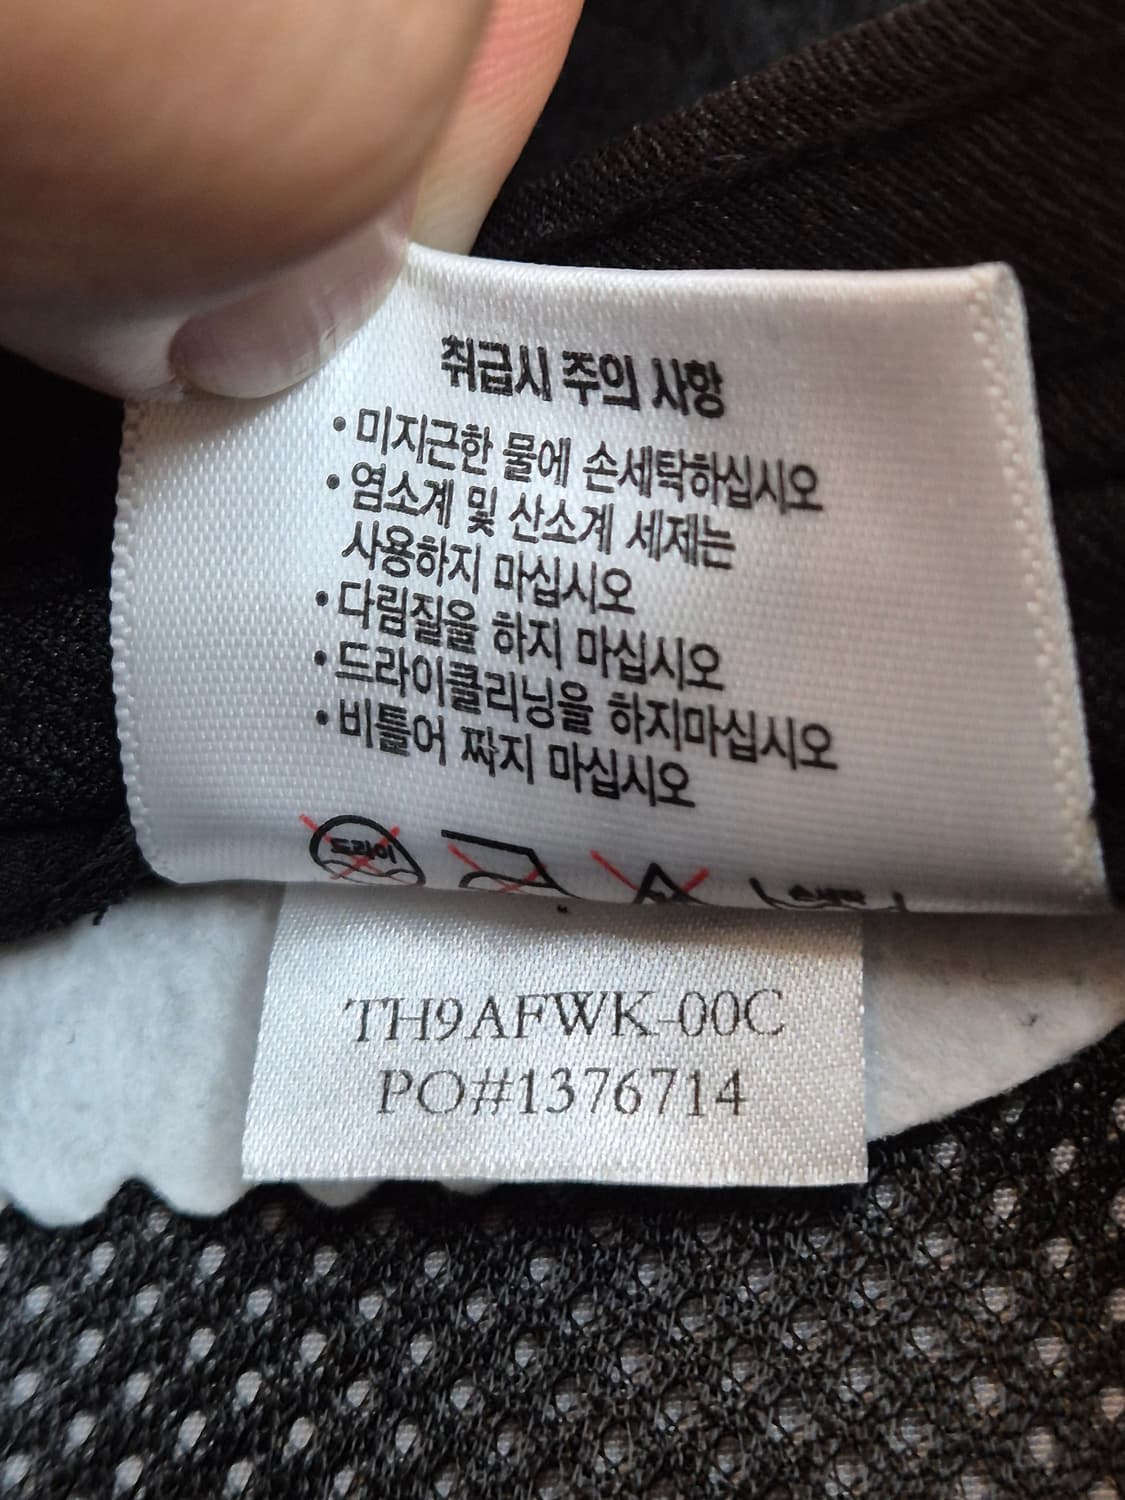 취급시 주의 사항
• 미지근한 물에 손세탁하십시오
• 염소계 및 산소계 세제는
사용하지 마십시오
• 다림질을 하지 마십시오
• 드라이클리닝을 하지마십시오
• 비틀어 짜지 마십시오
드라이
TH9AFWK-00C
PO#1376714